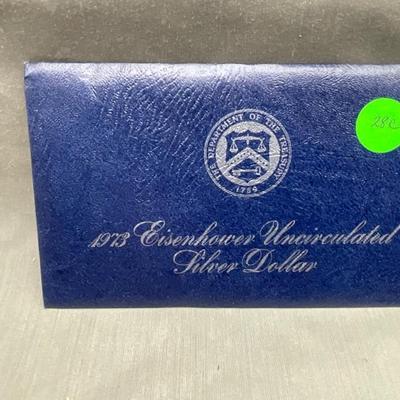 THE DEPARTMENT OF THE TREASURY
1789
1973 Eisenhower Uncirculated
Silver Dollar